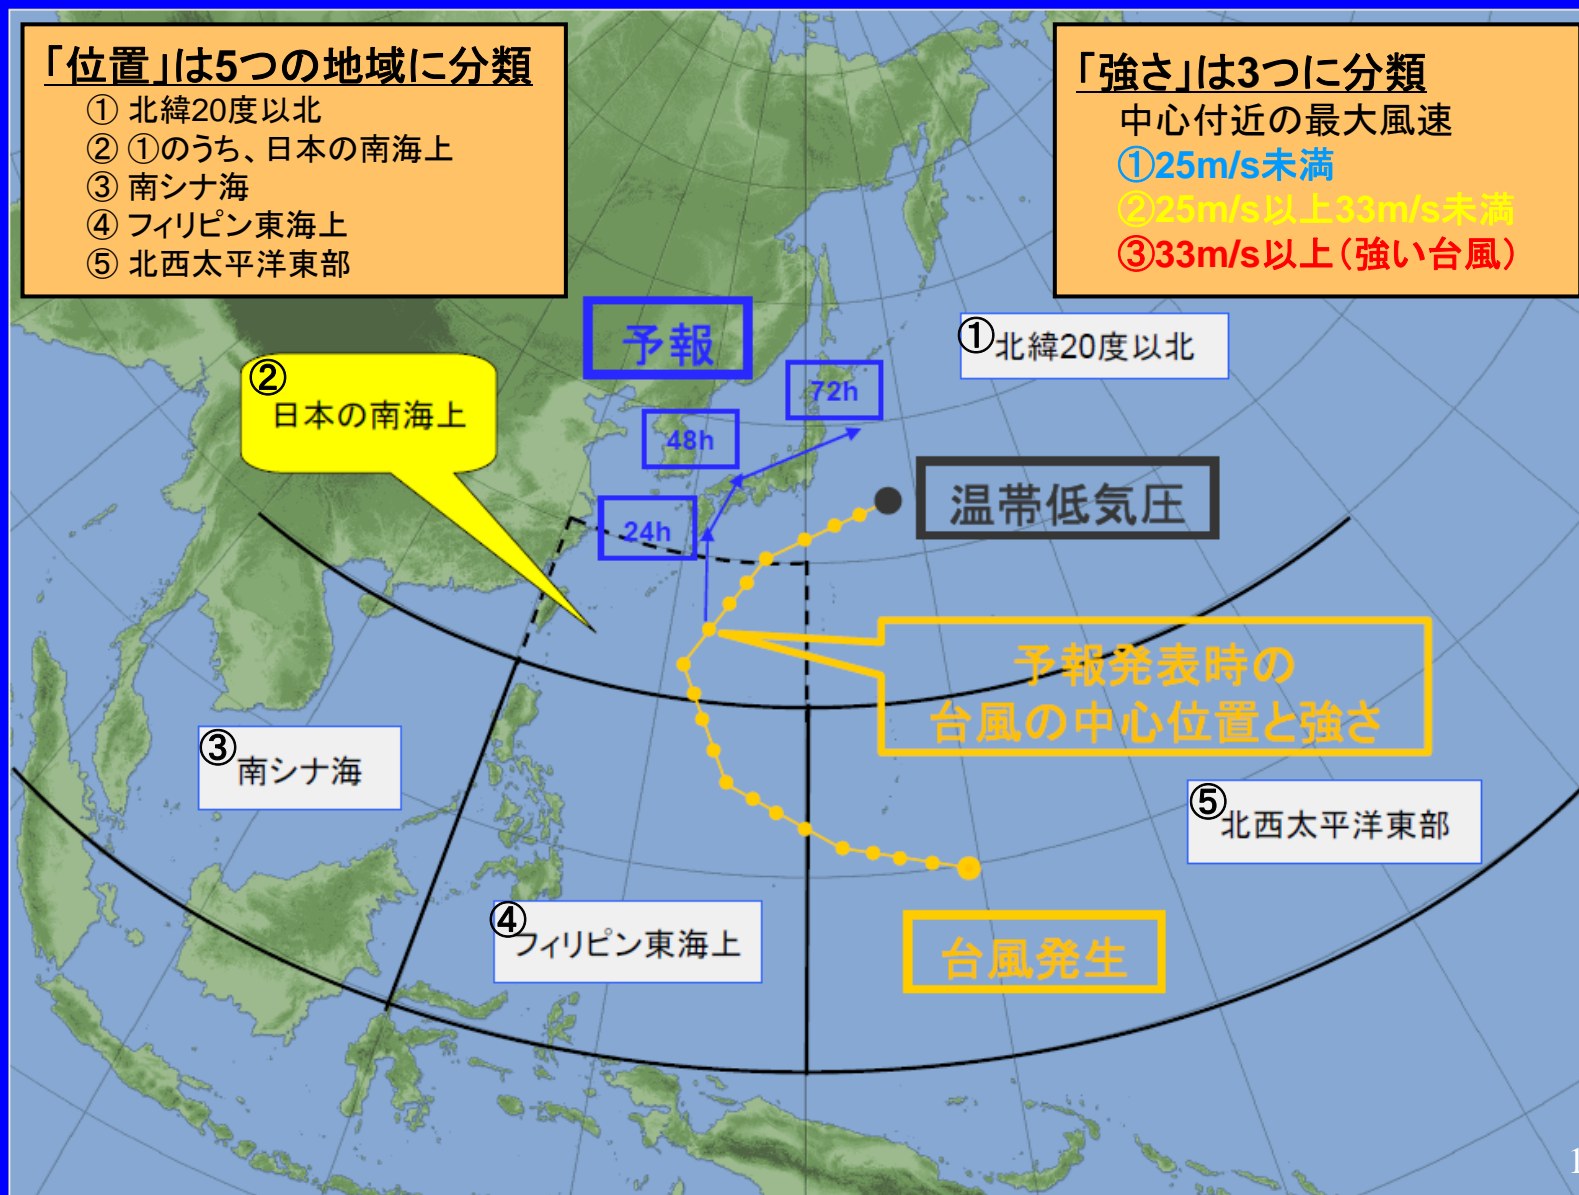 「位置」は5つの地域に分類
① 北緯20度以北
② ①のうち、日本の南海上
③ 南シナ海
④ フィリピン東海上
⑤ 北西太平洋東部
「強さ」は3つに分類
中心付近の最大風速
①25m/s未満
②25m/s以上33m/s未満
③33m/s以上(強い台風)
予報
①北緯20度以北
②
日本の南海上
72h
48h
24h
温帯低気圧
予報発表時の
台風の中心位置と強さ
③南シナ海
⑤北西太平洋東部
④フィリピン東海上
台風発生
1